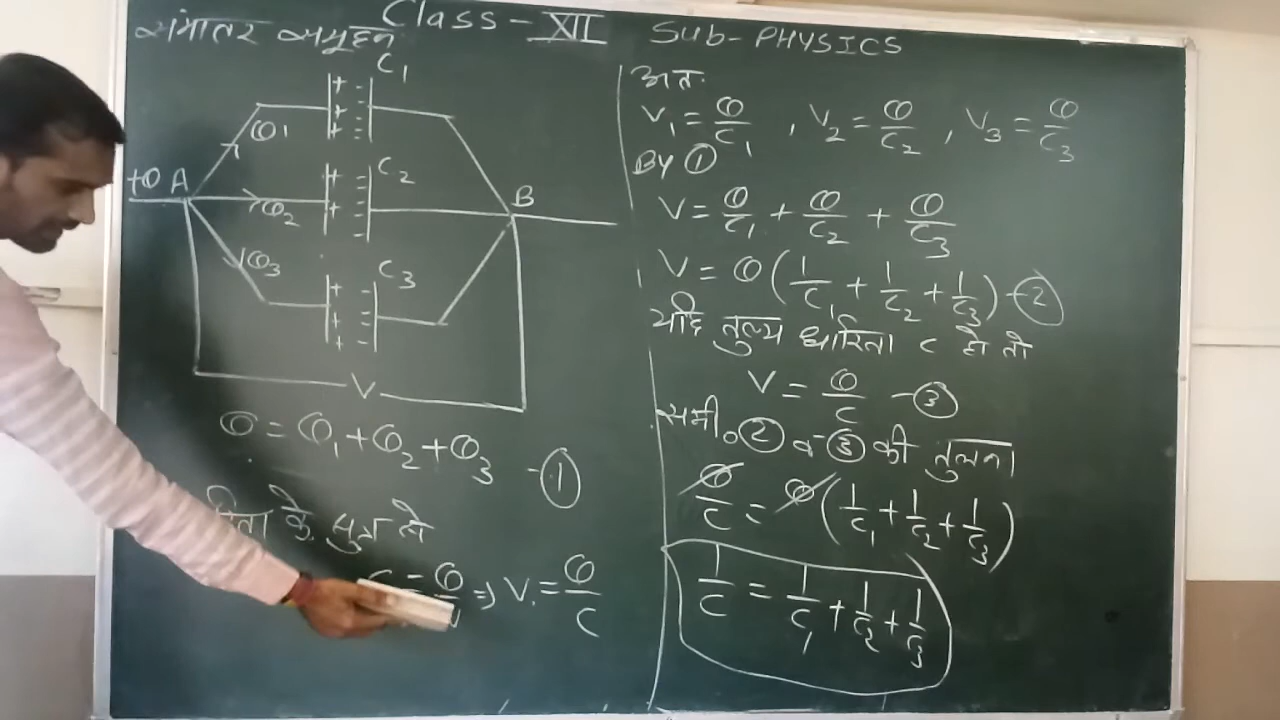 Class - XII Sub - PHYSICS
समान्तर समूहन
C1
+ - + - + -
Q1
C2
+Q A
B
Q2
C3
Q3
V
Q = Q1 + Q2 + Q3 - ①
के सुत्र से
= Q ⇒ V = Q/C
अतः
V1 = Q/C1 , V2 = Q/C2 , V3 = Q/C3
By ①
V = Q/C1 + Q/C2 + Q/C3
V = Q (1/C1 + 1/C2 + 1/C3) - ②
यदि तुल्य धारिता C हो तो
V = Q/C - ③
समी० ② व ③ की तुलना
Q/C = Q (1/C1 + 1/C2 + 1/C3)
1/C = 1/C1 + 1/C2 + 1/C3